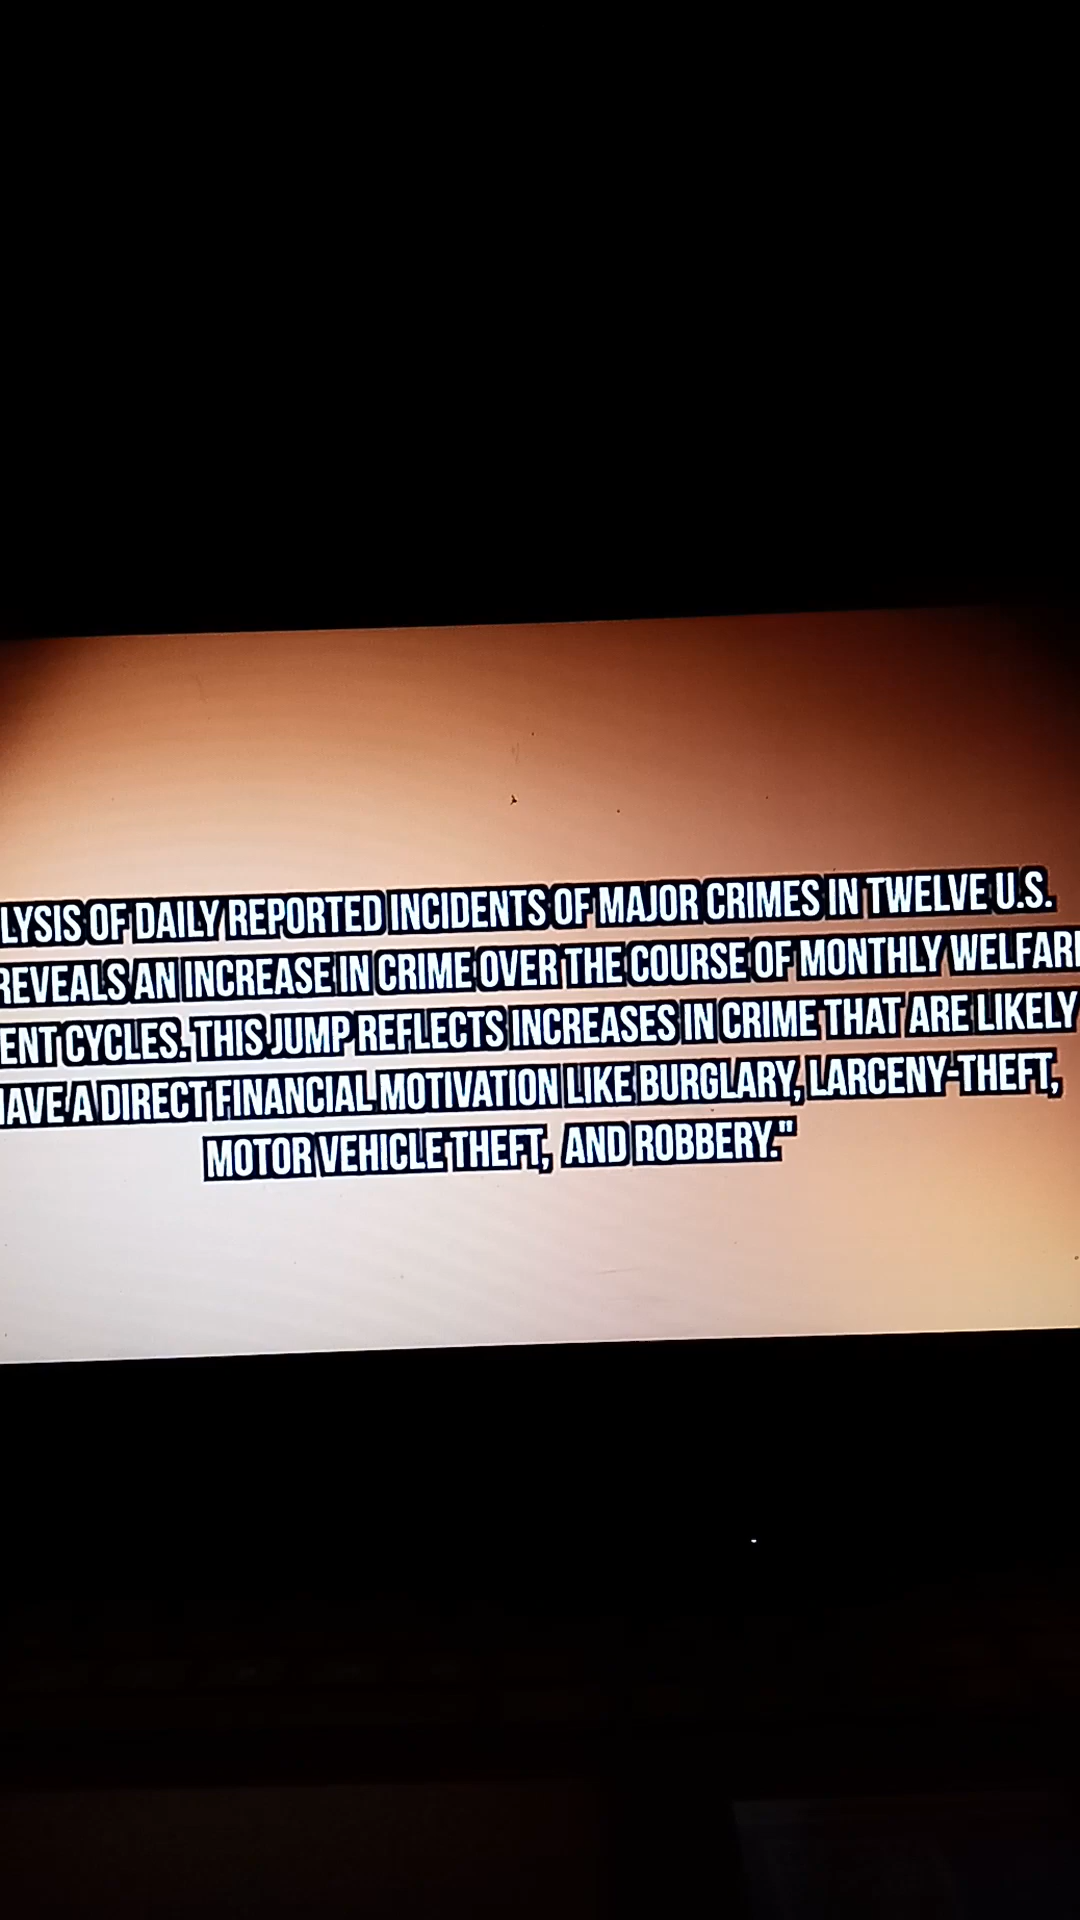 LYSIS OF DAILY REPORTED INCIDENTS OF MAJOR CRIMES IN TWELVE U.S.
REVEALS AN INCREASE IN CRIME OVER THE COURSE OF MONTHLY WELFAR
ENT CYCLES. THIS JUMP REFLECTS INCREASES IN CRIME THAT ARE LIKELY
HAVE A DIRECT FINANCIAL MOTIVATION LIKE BURGLARY, LARCENY-THEFT,
MOTOR VEHICLE THEFT, AND ROBBERY."